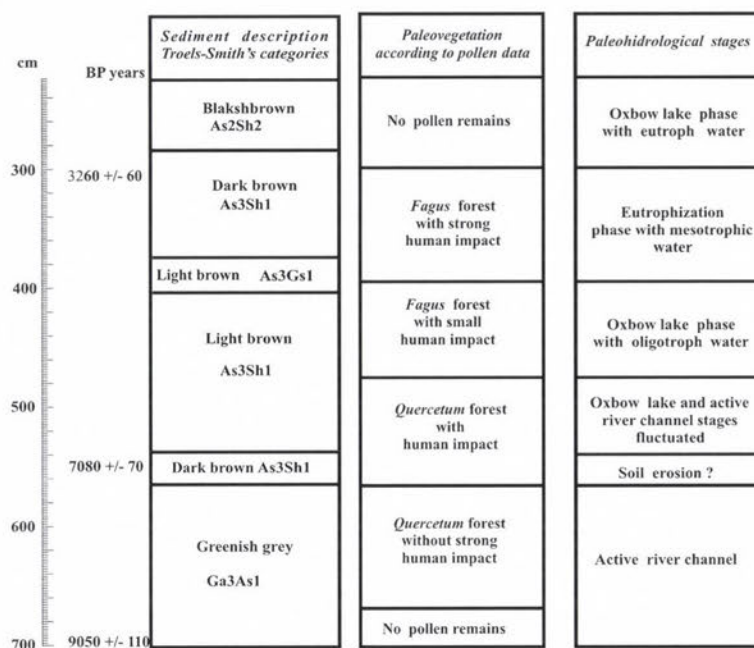 cm
BP years
300
400
500
600
700
3260 +/- 60
7080 +/- 70
9050 +/- 110
Sediment description
Troels-Smith's categories
Blakshbrown
As2Sh2
Dark brown
As3Sh1
Light brown As3Gs1
Light brown
As3Sh1
Dark brown As3Sh1
Greenish grey
Ga3As1
Paleovegetation
according to pollen data
No pollen remains
Fagus forest
with strong
human impact
Fagus forest
with small
human impact
Quercetum forest
with
human impact
Quercetum forest
without strong
human impact
No pollen remains
Paleohidrological stages
Oxbow lake phase
with eutroph water
Eutrophization
phase with mesotrophic
water
Oxbow lake phase
with oligotroph water
Oxbow lake and active
river channel stages
fluctuated
Soil erosion ?
Active river channel